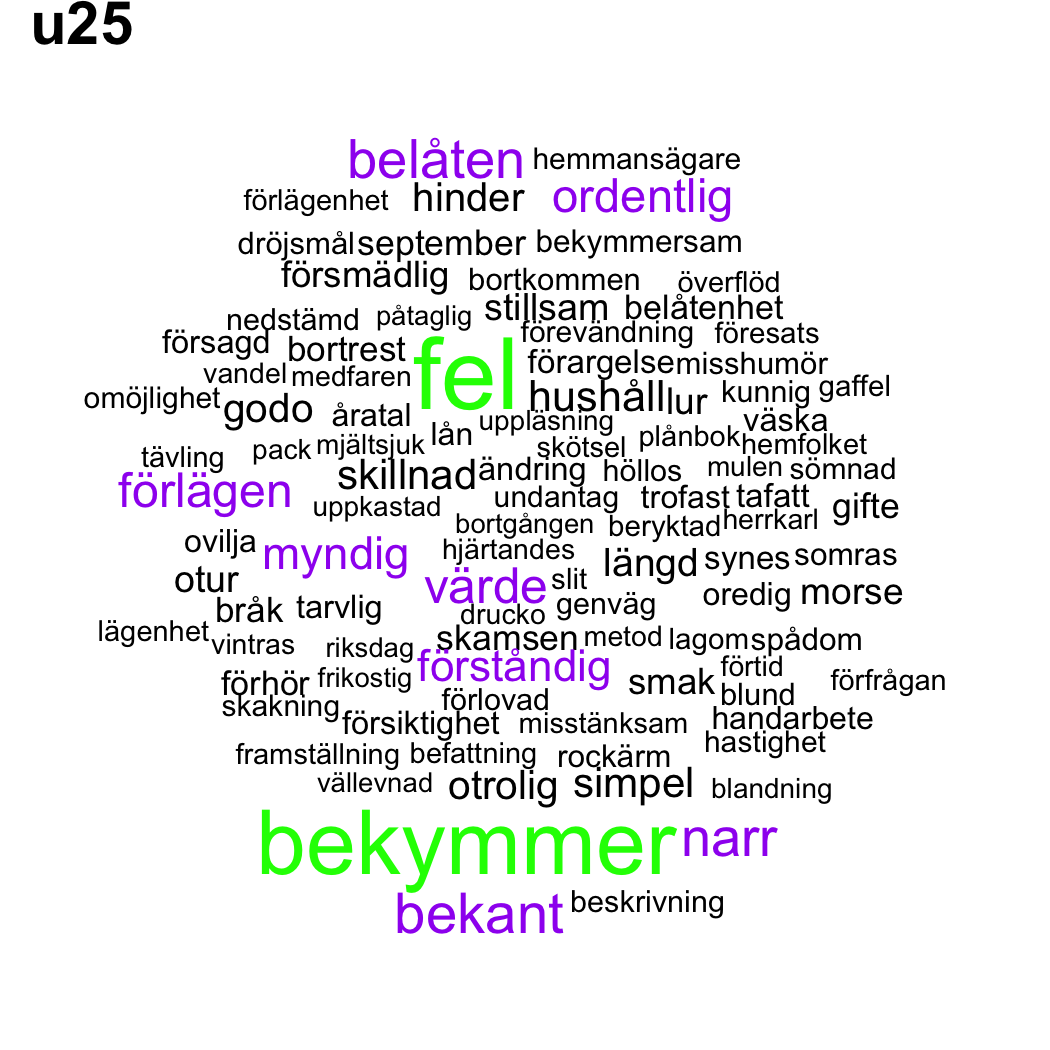 u25
belåten hemmansägare
förlägenhet hinder ordentlig
dröjsmål september bekymmersam
försmädlig bortkommen överflöd
nedstämd påtaglig stillsam belåtenhet
försagd bortrest fel förevändning föresats
vandel medfaren förargelse misshumör
omöjlighet godo åratal hushåll lur kunnig gaffel
tävling pack mjältsjuk lån uppläsning skötsel plånbok väska hemfolket
förlägen skillnad ändring höllos mulen sömnad
uppkastad undantag trofast tafatt gifte
ovilja myndig bortgången beryktad herrkarl
otur hjärtandes längd synes somras
bråk tarvlig värde slit genväg oredig morse
lägenhet vintras riksdag drucko skamsen metod lagom spådom
förhör frikostig förståndig smak förtid förfrågan
skakning förlovad blund
försiktighet misstänksam handarbete
framställning befattning rockärm hastighet
vällevnad otrolig simpel blandning
bekymmer narr
bekant beskrivning